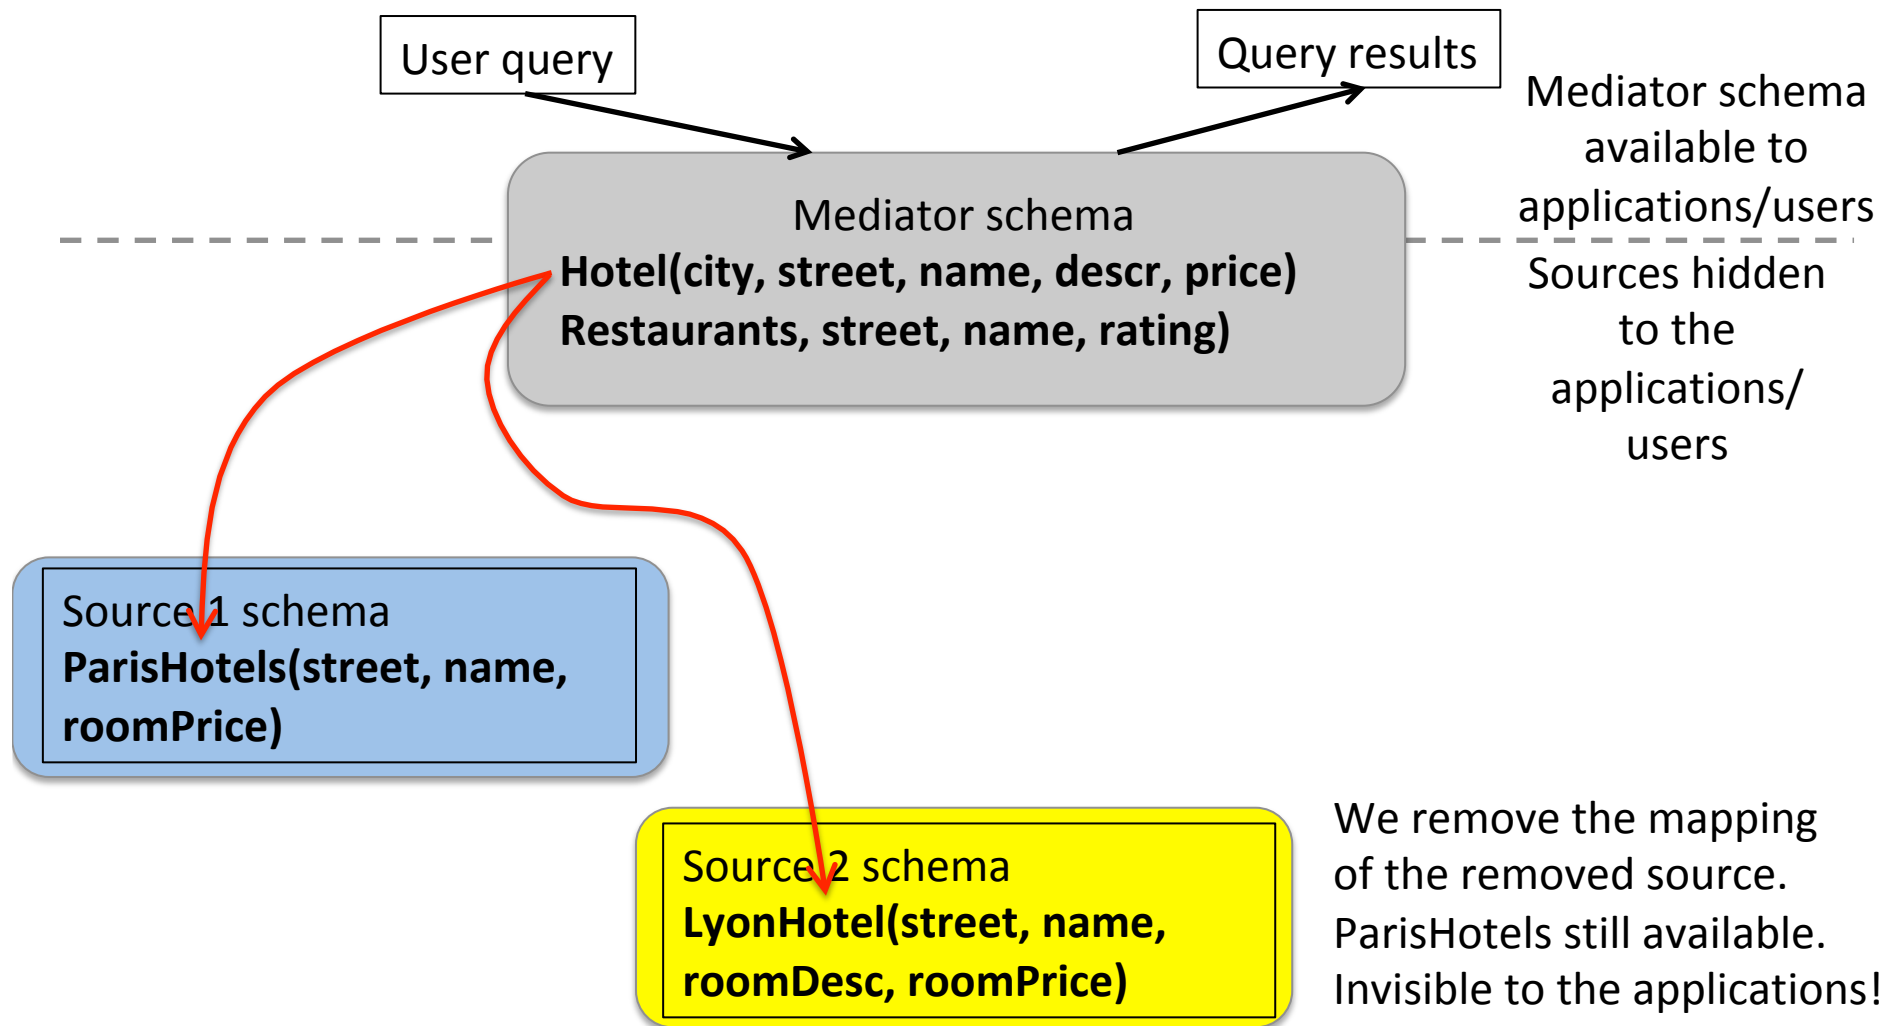 User query
Query results
Mediator schema
available to
applications/users
Mediator schema
Hotel(city, street, name, descr, price)
Restaurants, street, name, rating)
Sources hidden
to the
applications/
users
Source 1 schema
ParisHotels(street, name,
roomPrice)
Source 2 schema
LyonHotel(street, name,
roomDesc, roomPrice)
We remove the mapping
of the removed source.
ParisHotels still available.
Invisible to the applications!